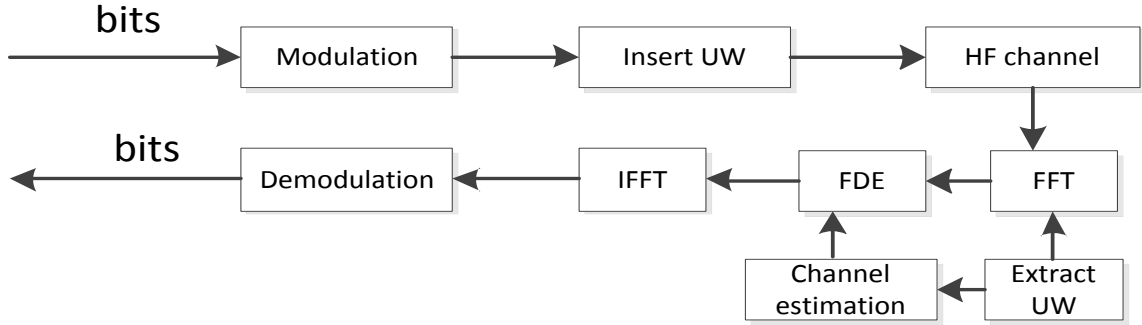 bits
Modulation
Insert UW
HF channel
bits
Demodulation
IFFT
FDE
FFT
Channel
estimation
Extract
UW